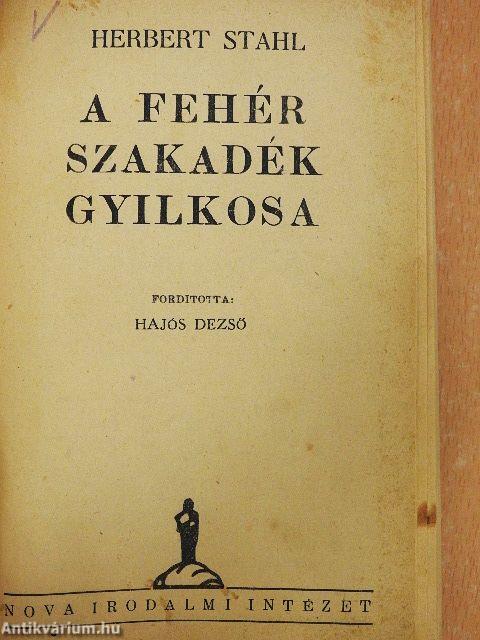 HERBERT STAHL
A FEHÉR
SZAKADÉK
GYILKOSA
FORDITOTTA:
HAJÓS DEZSŐ
NOVA IRODALMI INTÉZET
Antikvárium.hu